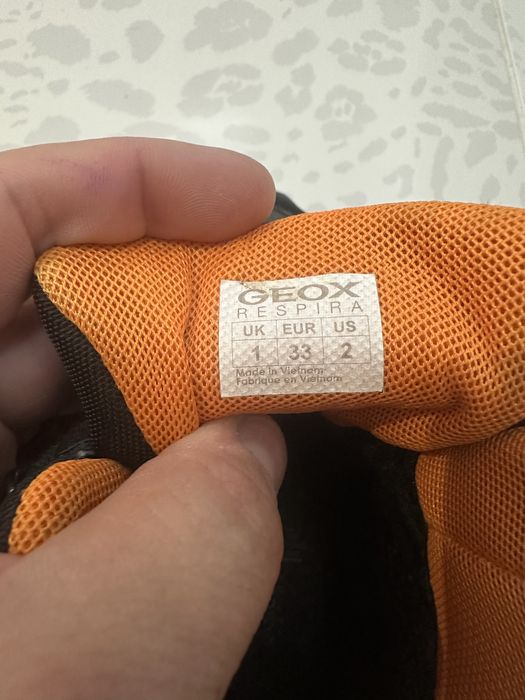 GEOX
RESPIRA
UK EUR US
1 33 2
Made in Vietnam
Fabriqué en Vietnam